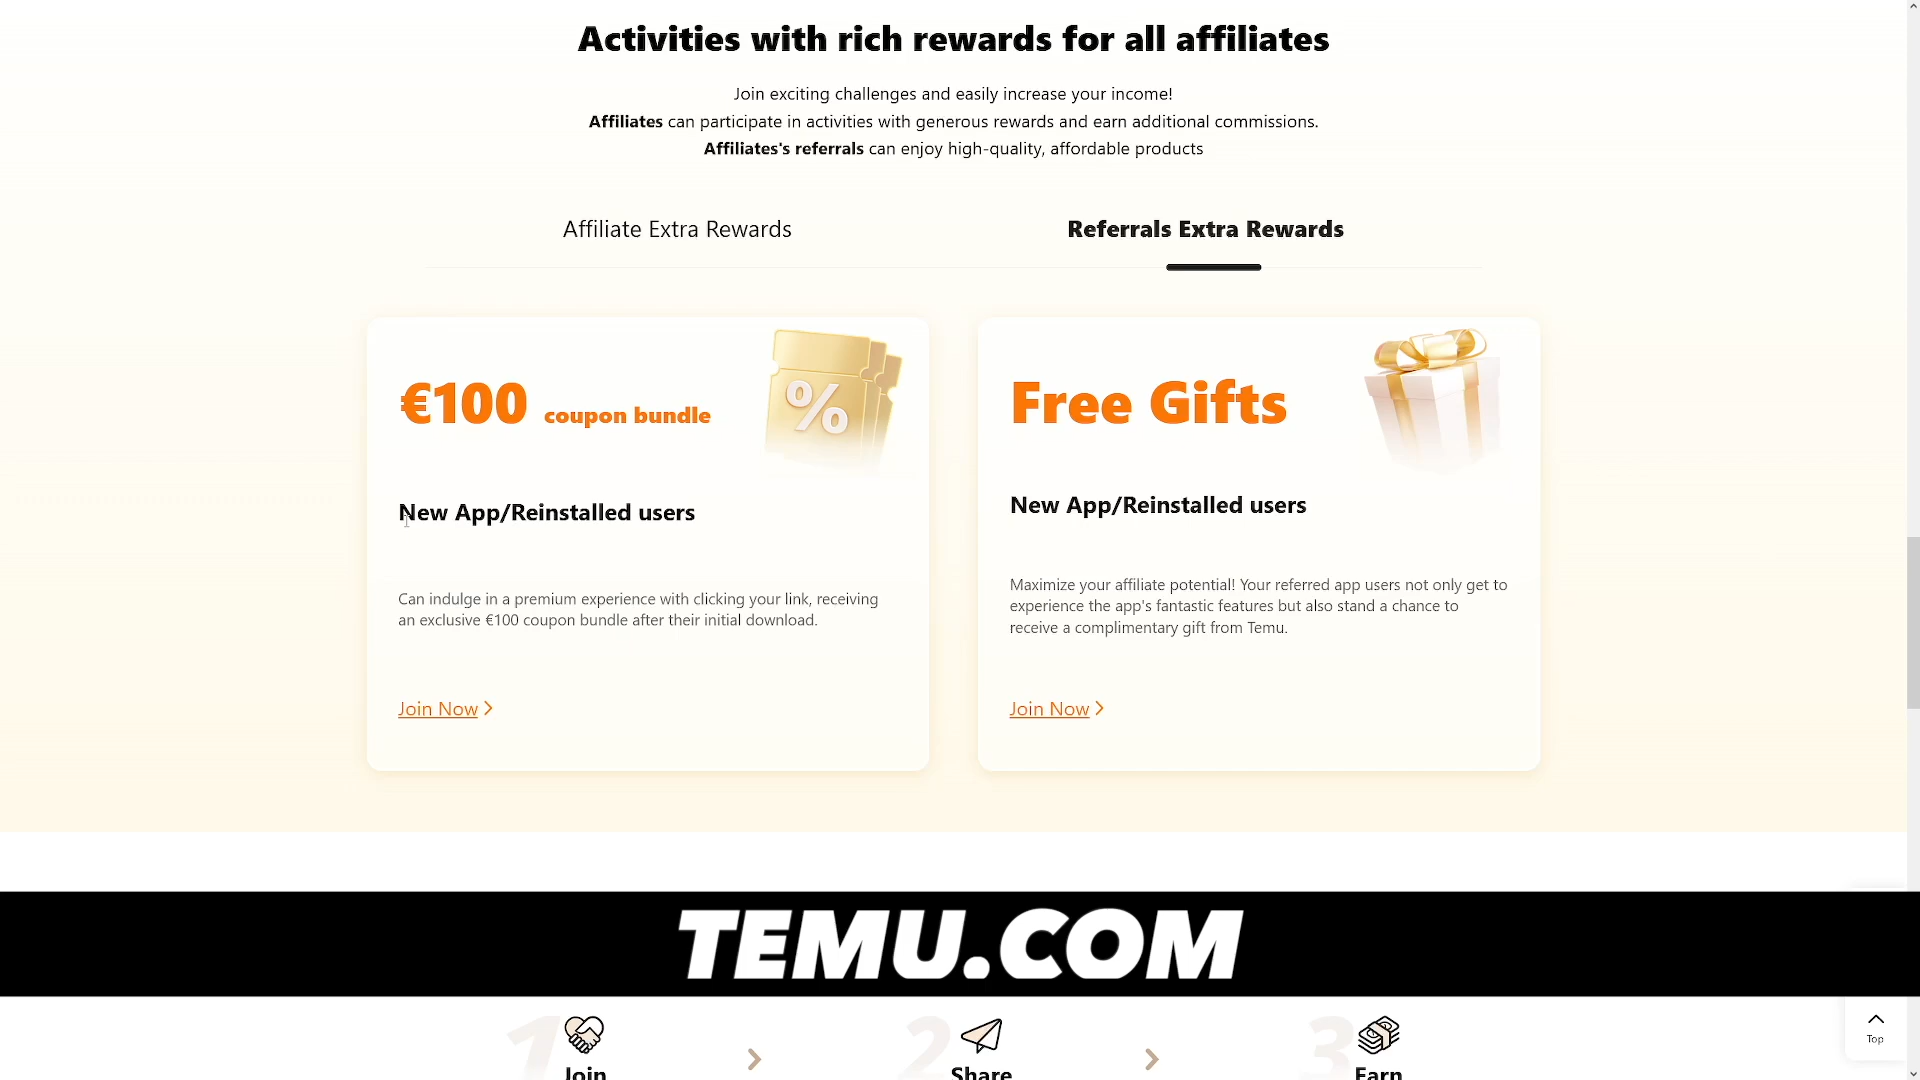 Activities with rich rewards for all affiliates
Join exciting challenges and easily increase your income!
Affiliates can participate in activities with generous rewards and earn additional commissions.
Affiliates's referrals can enjoy high-quality, affordable products
Affiliate Extra Rewards
Referrals Extra Rewards
€100 coupon bundle
%
New App/Reinstalled users
Can indulge in a premium experience with clicking your link, receiving
an exclusive €100 coupon bundle after their initial download.
Join Now
Free Gifts
New App/Reinstalled users
Maximize your affiliate potential! Your referred app users not only get to
experience the app's fantastic features but also stand a chance to
receive a complimentary gift from Temu.
Join Now
TEMU.COM
1
Join
2
Share
3
Earn
Top